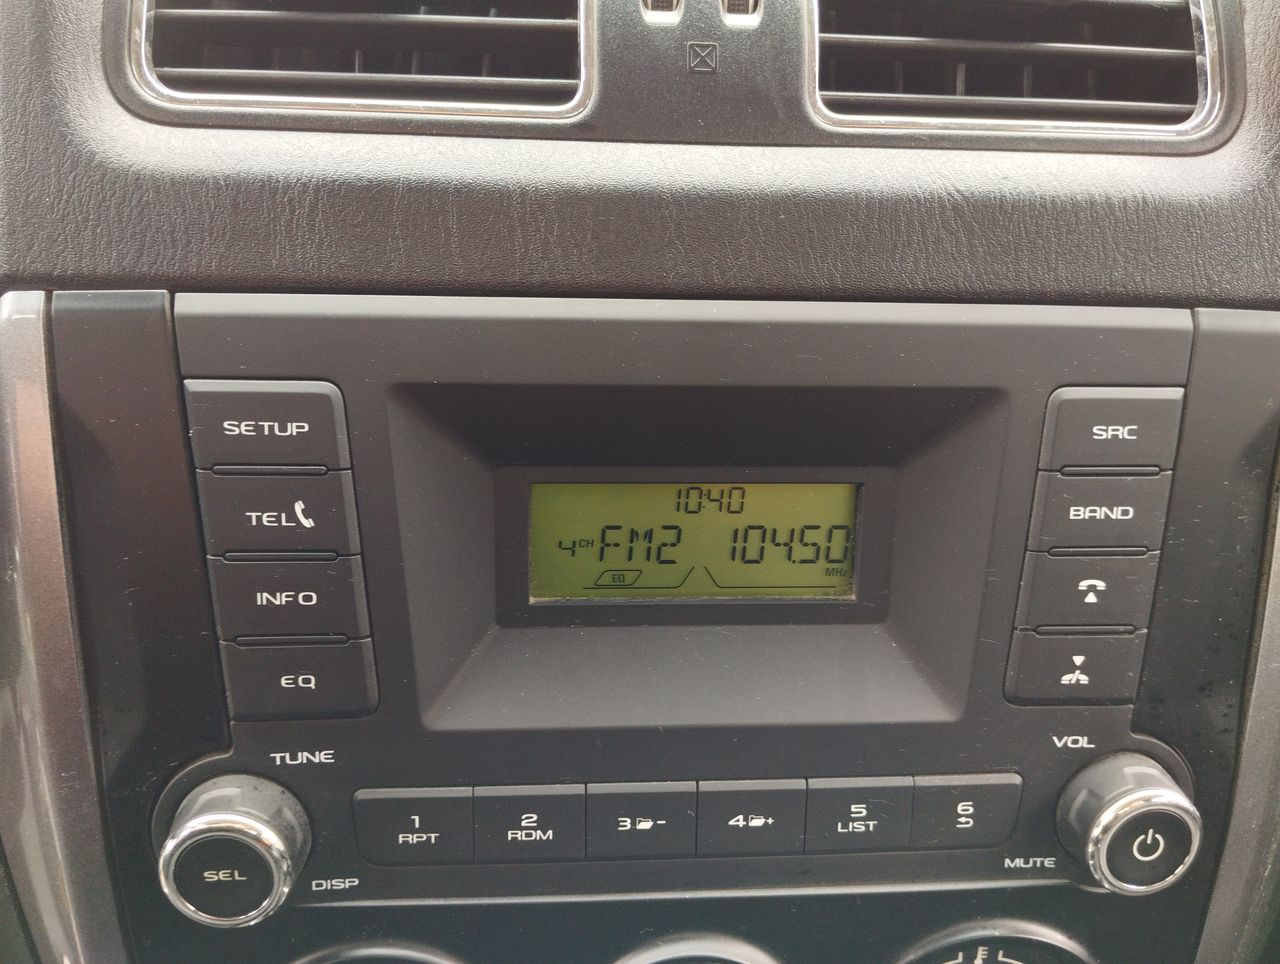 SETUP
TEL
INFO
EQ
10:40
4CH FM2 104.50
MHz
EQ
SRC
BAND
TUNE
VOL
SEL
DISP
1
RPT
2
RDM
3 -
4 +
5
LIST
6
MUTE
E